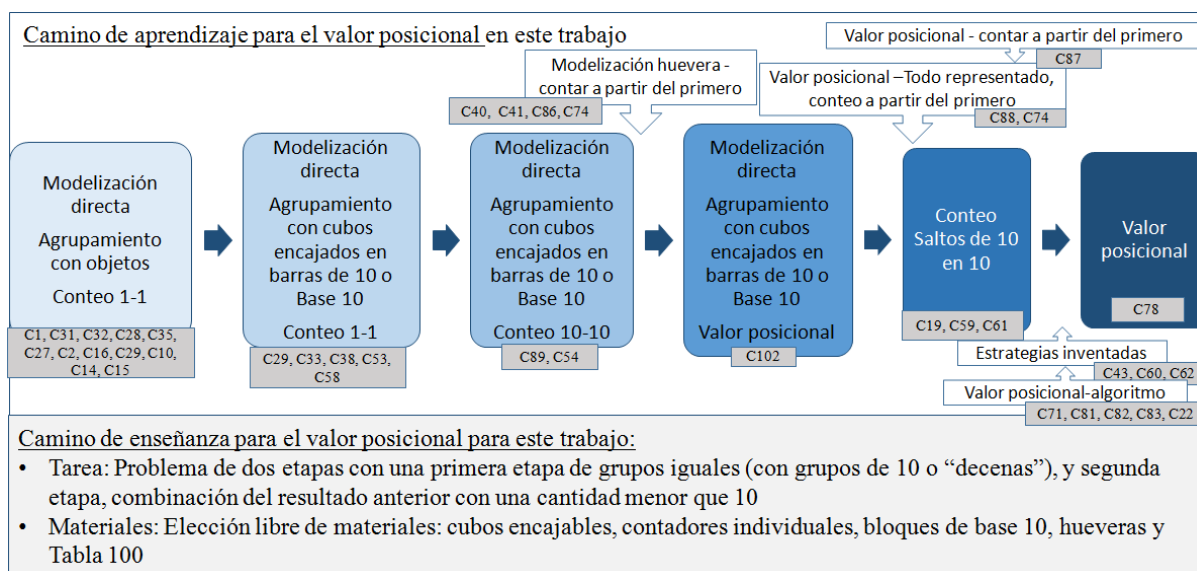 Camino de aprendizaje para el valor posicional en este trabajo
Valor posicional - contar a partir del primero
C87
Modelización huevera -
contar a partir del primero
C40, C41, C86, C74
Valor posicional –Todo representado,
conteo a partir del primero
C88, C74
Modelización
directa
Agrupamiento
con objetos
Conteo 1-1
C1, C31, C32, C28, C35,
C27, C2, C16, C29, C10,
C14, C15
Modelización
directa
Agrupamiento
con cubos
encajados en
barras de 10 o
Base 10
Conteo 1-1
C29, C33, C38, C53,
C58
Modelización
directa
Agrupamiento
con cubos
encajados en
barras de 10 o
Base 10
Conteo 10-10
C89, C54
Modelización
directa
Agrupamiento
con cubos
encajados en
barras de 10 o
Base 10
Valor posicional
C102
Conteo
Saltos de 10
en 10
C19, C59, C61
Valor
posicional
C78
Estrategias inventadas
C43, C60, C62
Valor posicional-algoritmo
C71, C81, C82, C83, C22
Camino de enseñanza para el valor posicional para este trabajo:
• Tarea: Problema de dos etapas con una primera etapa de grupos iguales (con grupos de 10 o “decenas”), y segunda
etapa, combinación del resultado anterior con una cantidad menor que 10
• Materiales: Elección libre de materiales: cubos encajables, contadores individuales, bloques de base 10, hueveras y
Tabla 100